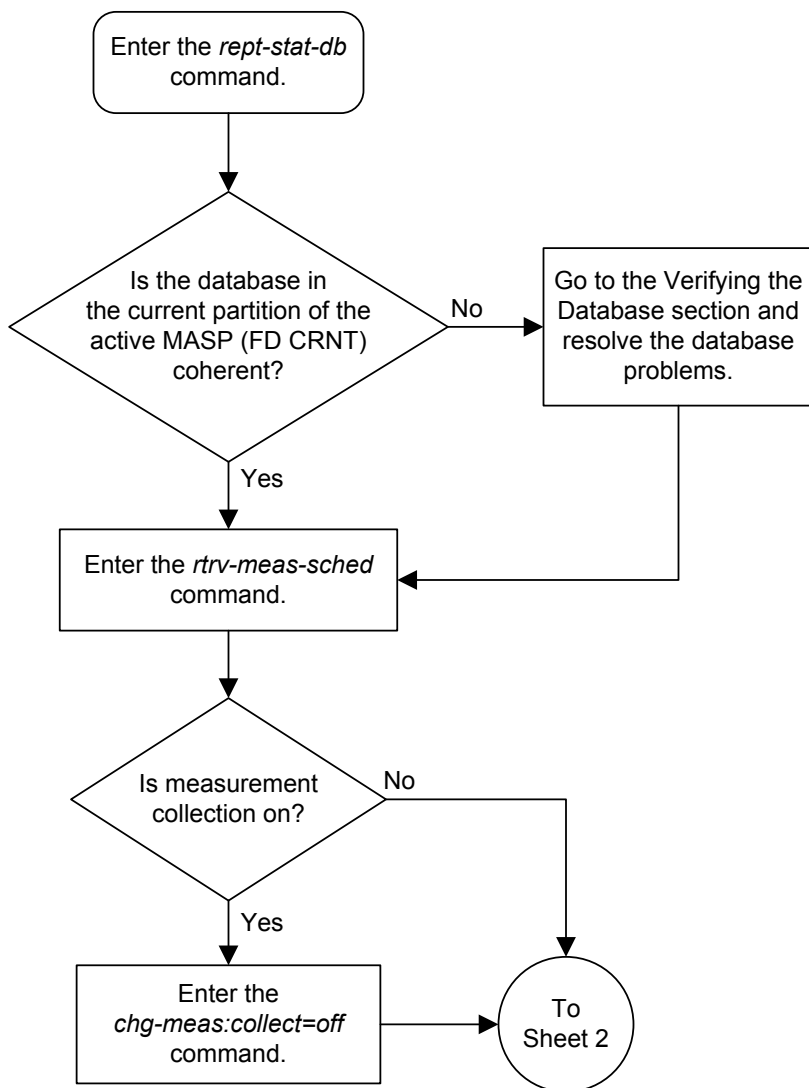 Enter the rept-stat-db
command.
Is the database in
the current partition of the
active MASP (FD CRNT)
coherent?
No
Go to the Verifying the
Database section and
resolve the database
problems.
Yes
Enter the rtrv-meas-sched
command.
Is measurement
collection on?
No
Yes
Enter the
chg-meas:collect=off
command.
To
Sheet 2